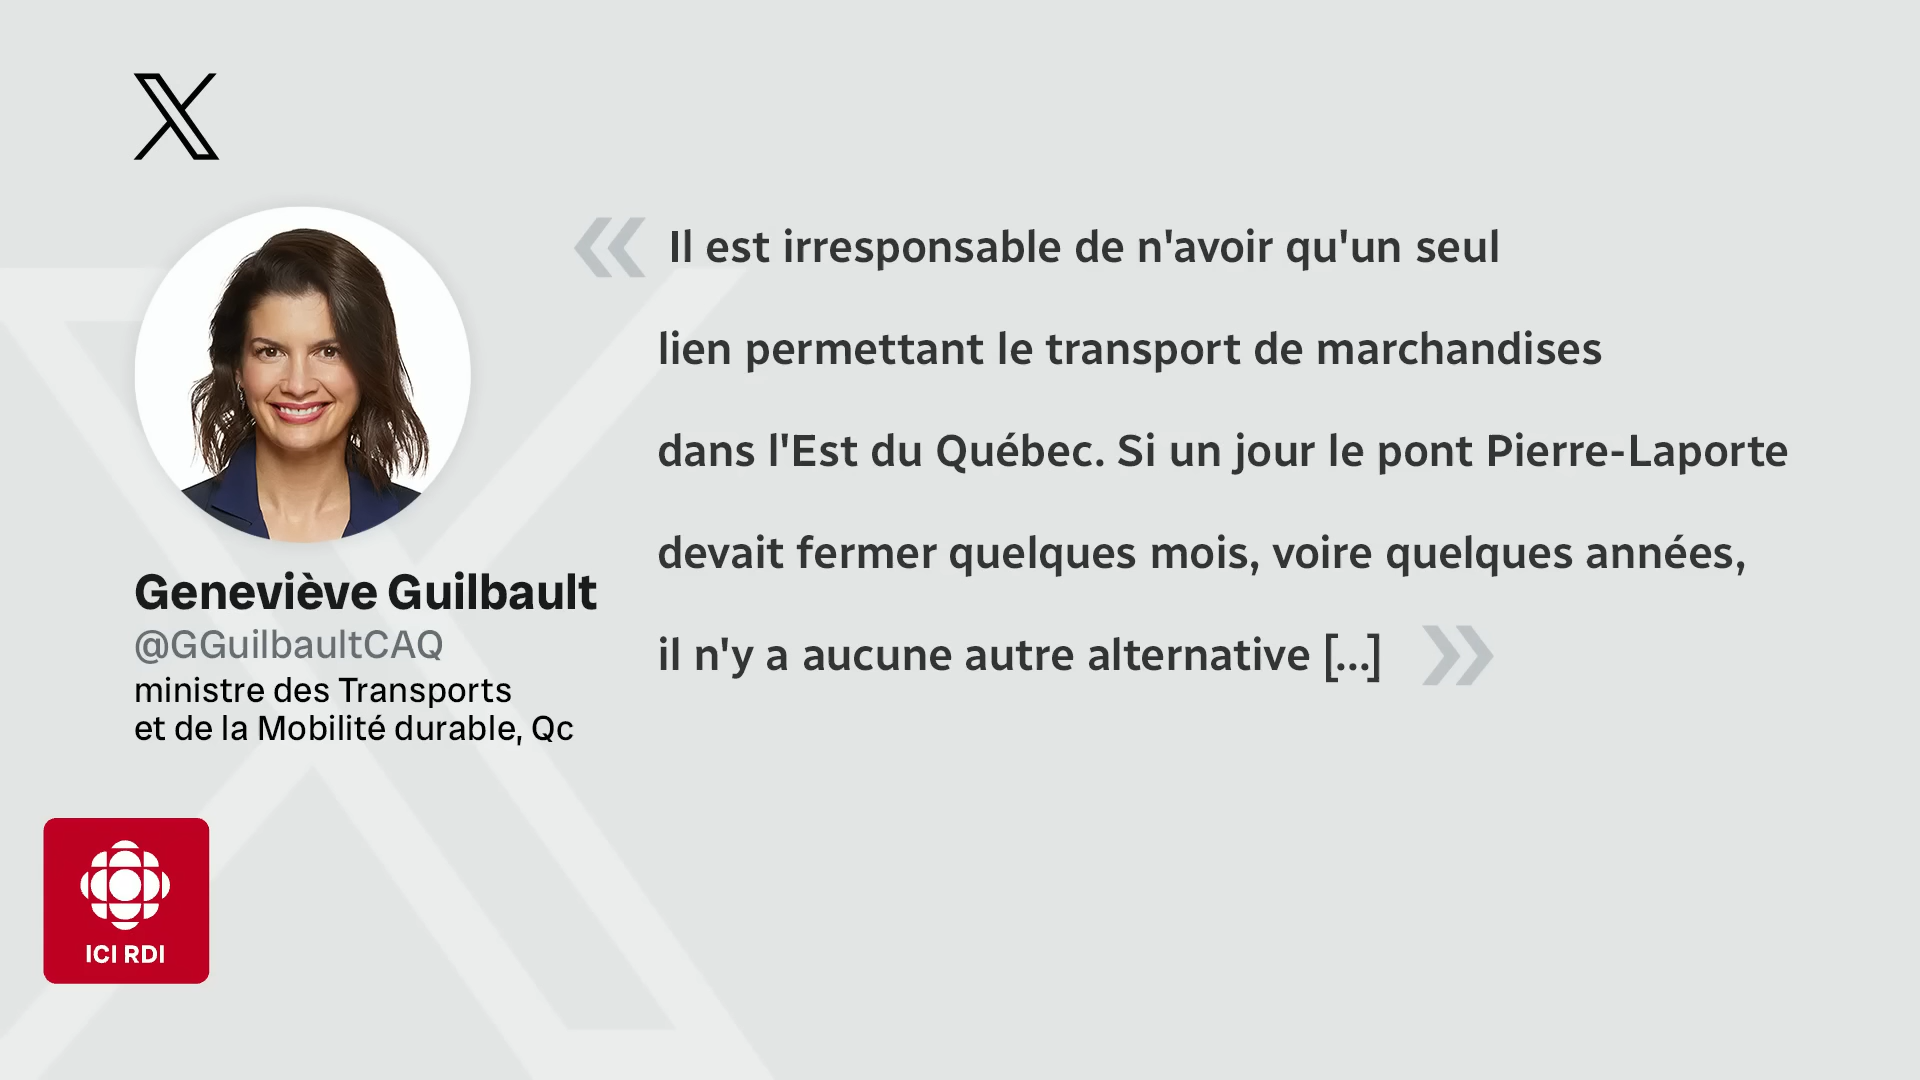 Geneviève Guilbault
@GGuilbaultCAQ
ministre des Transports
et de la Mobilité durable, Qc
« Il est irresponsable de n'avoir qu'un seul
lien permettant le transport de marchandises
dans l'Est du Québec. Si un jour le pont Pierre-Laporte
devait fermer quelques mois, voire quelques années,
il n'y a aucune autre alternative [...] »
ICI RDI